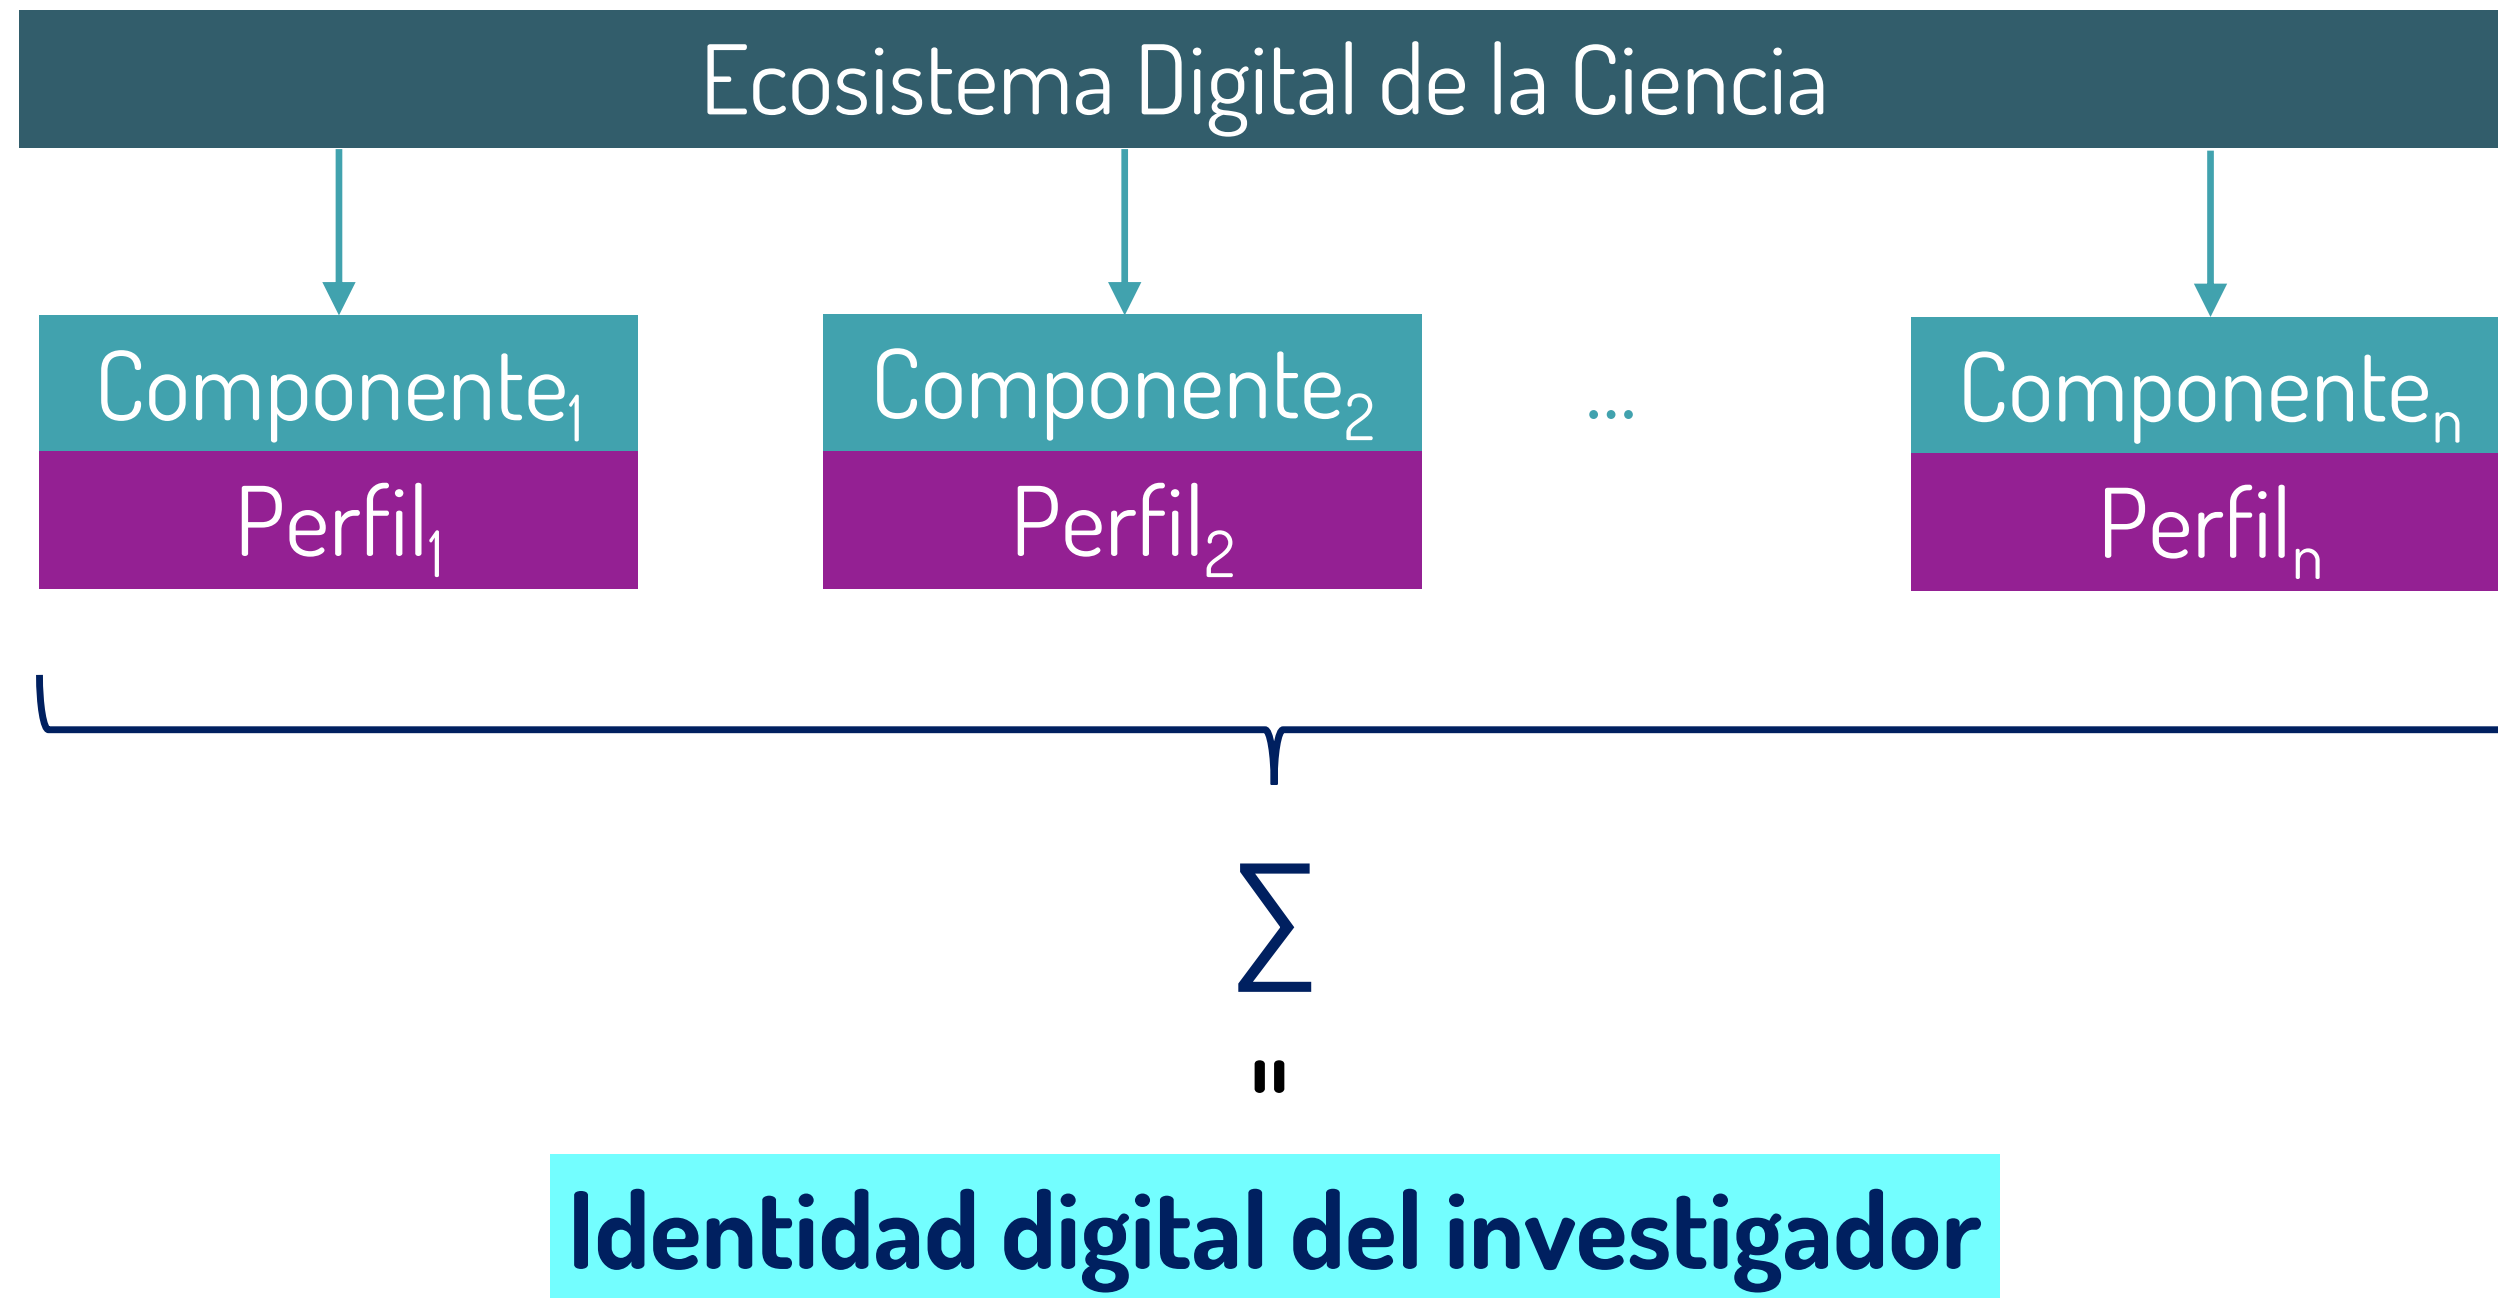 Ecosistema Digital de la Ciencia
Componente₁
Componente₂
...
Componenteₙ
Perfil₁
Perfil₂
Perfilₙ
∑
=
Identidad digital del investigador